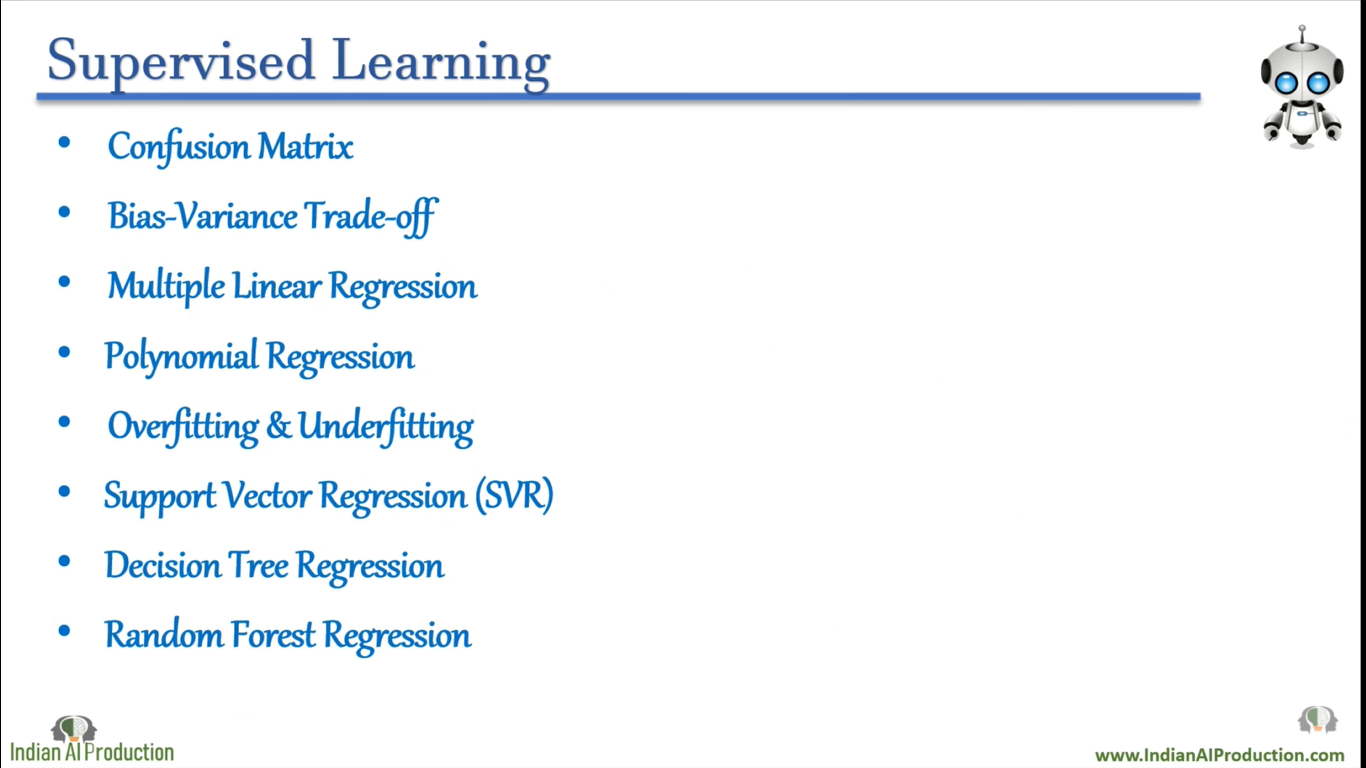 Supervised Learning
• Confusion Matrix
• Bias-Variance Trade-off
• Multiple Linear Regression
• Polynomial Regression
• Overfitting & Underfitting
• Support Vector Regression (SVR)
• Decision Tree Regression
• Random Forest Regression
Indian AI Production
www.IndianAIProduction.com